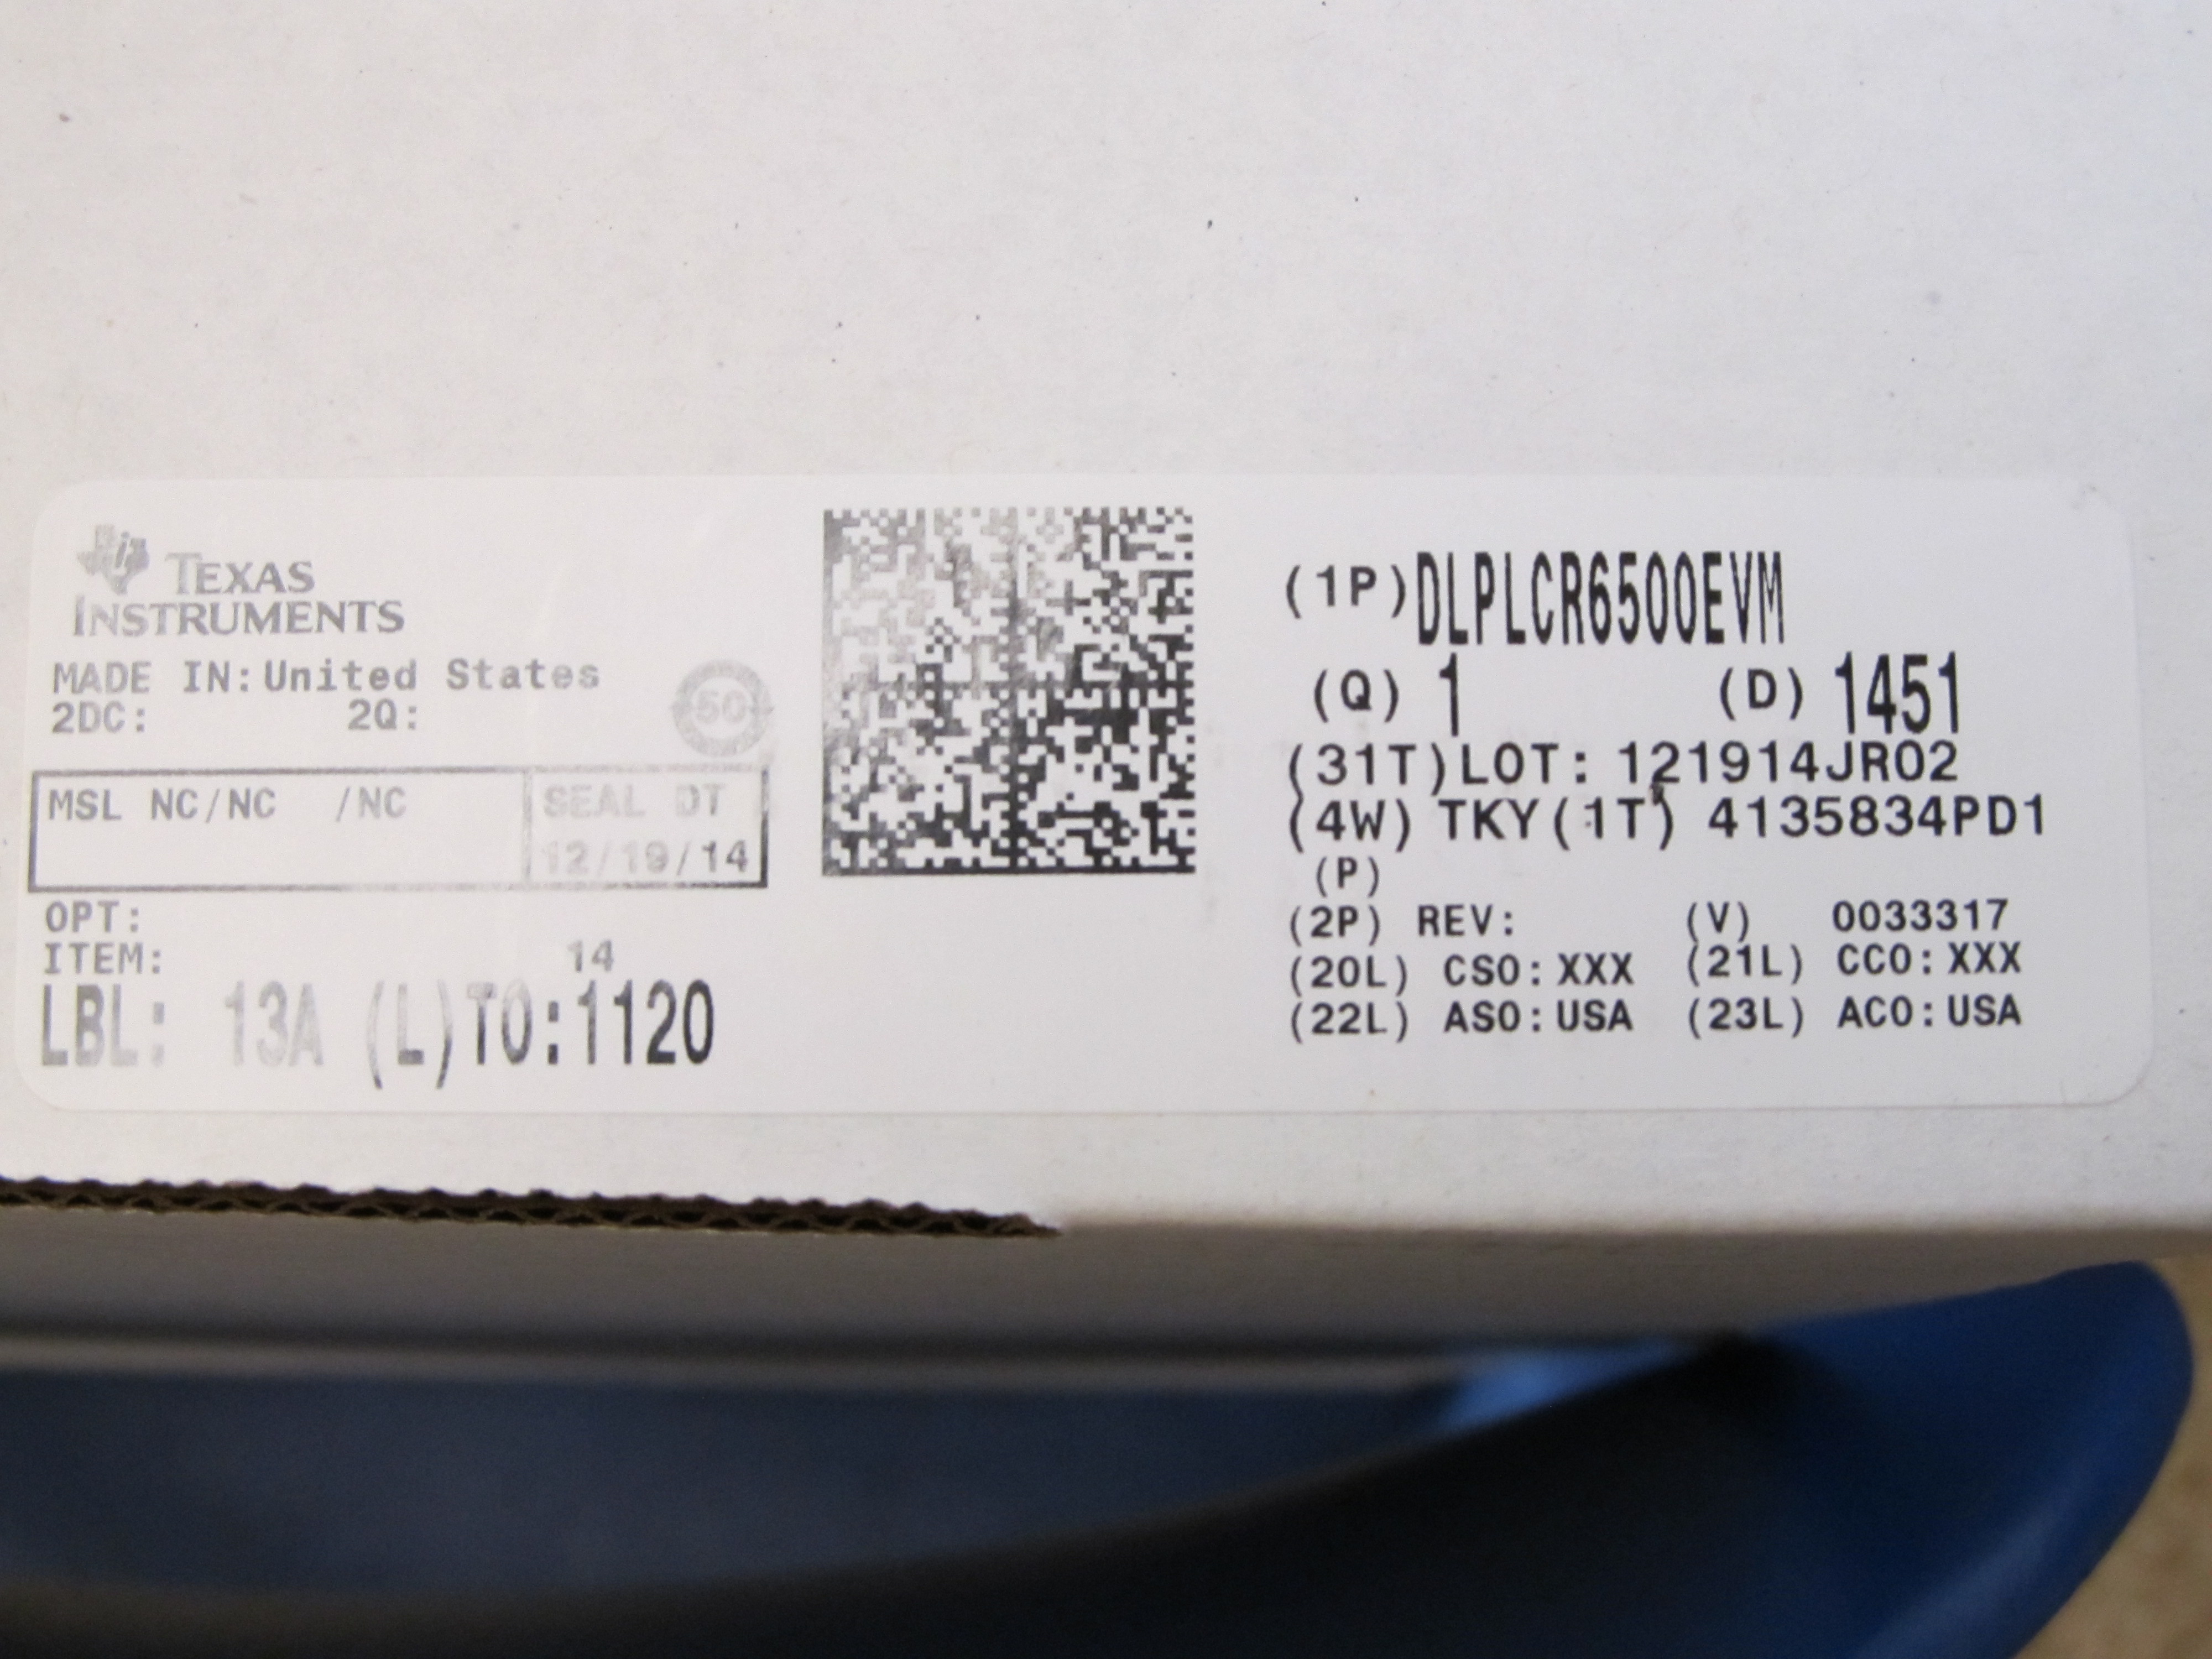 TEXAS
INSTRUMENTS
MADE IN: United States
2DC: 2Q:
50
MSL NC/NC /NC
SEAL DT
12/19/14
OPT:
ITEM: 14
LBL: 13A (L)TO:1120
(1P) DLPLCR6500EVM
(Q) 1 (D) 1451
(31T)LOT: 121914JR02
(4W) TKY(1T) 4135834PD1
(P)
(2P) REV: (V) 0033317
(20L) CSO:XXX (21L) CCO:XXX
(22L) ASO:USA (23L) ACO:USA